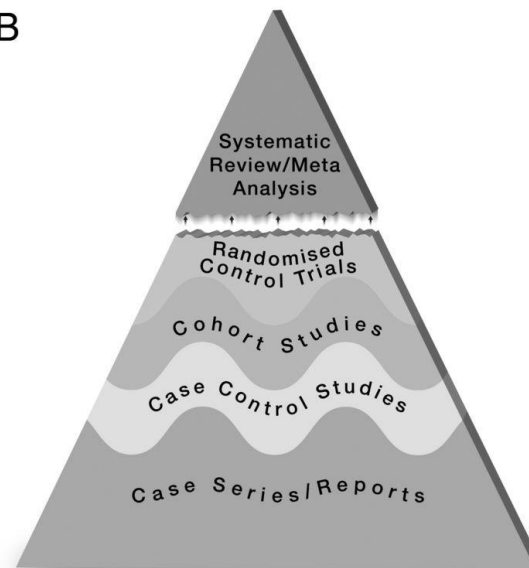 B
Systematic
Review/Meta
Analysis
Randomised
Control Trials
Cohort Studies
Case Control Studies
Case Series/Reports